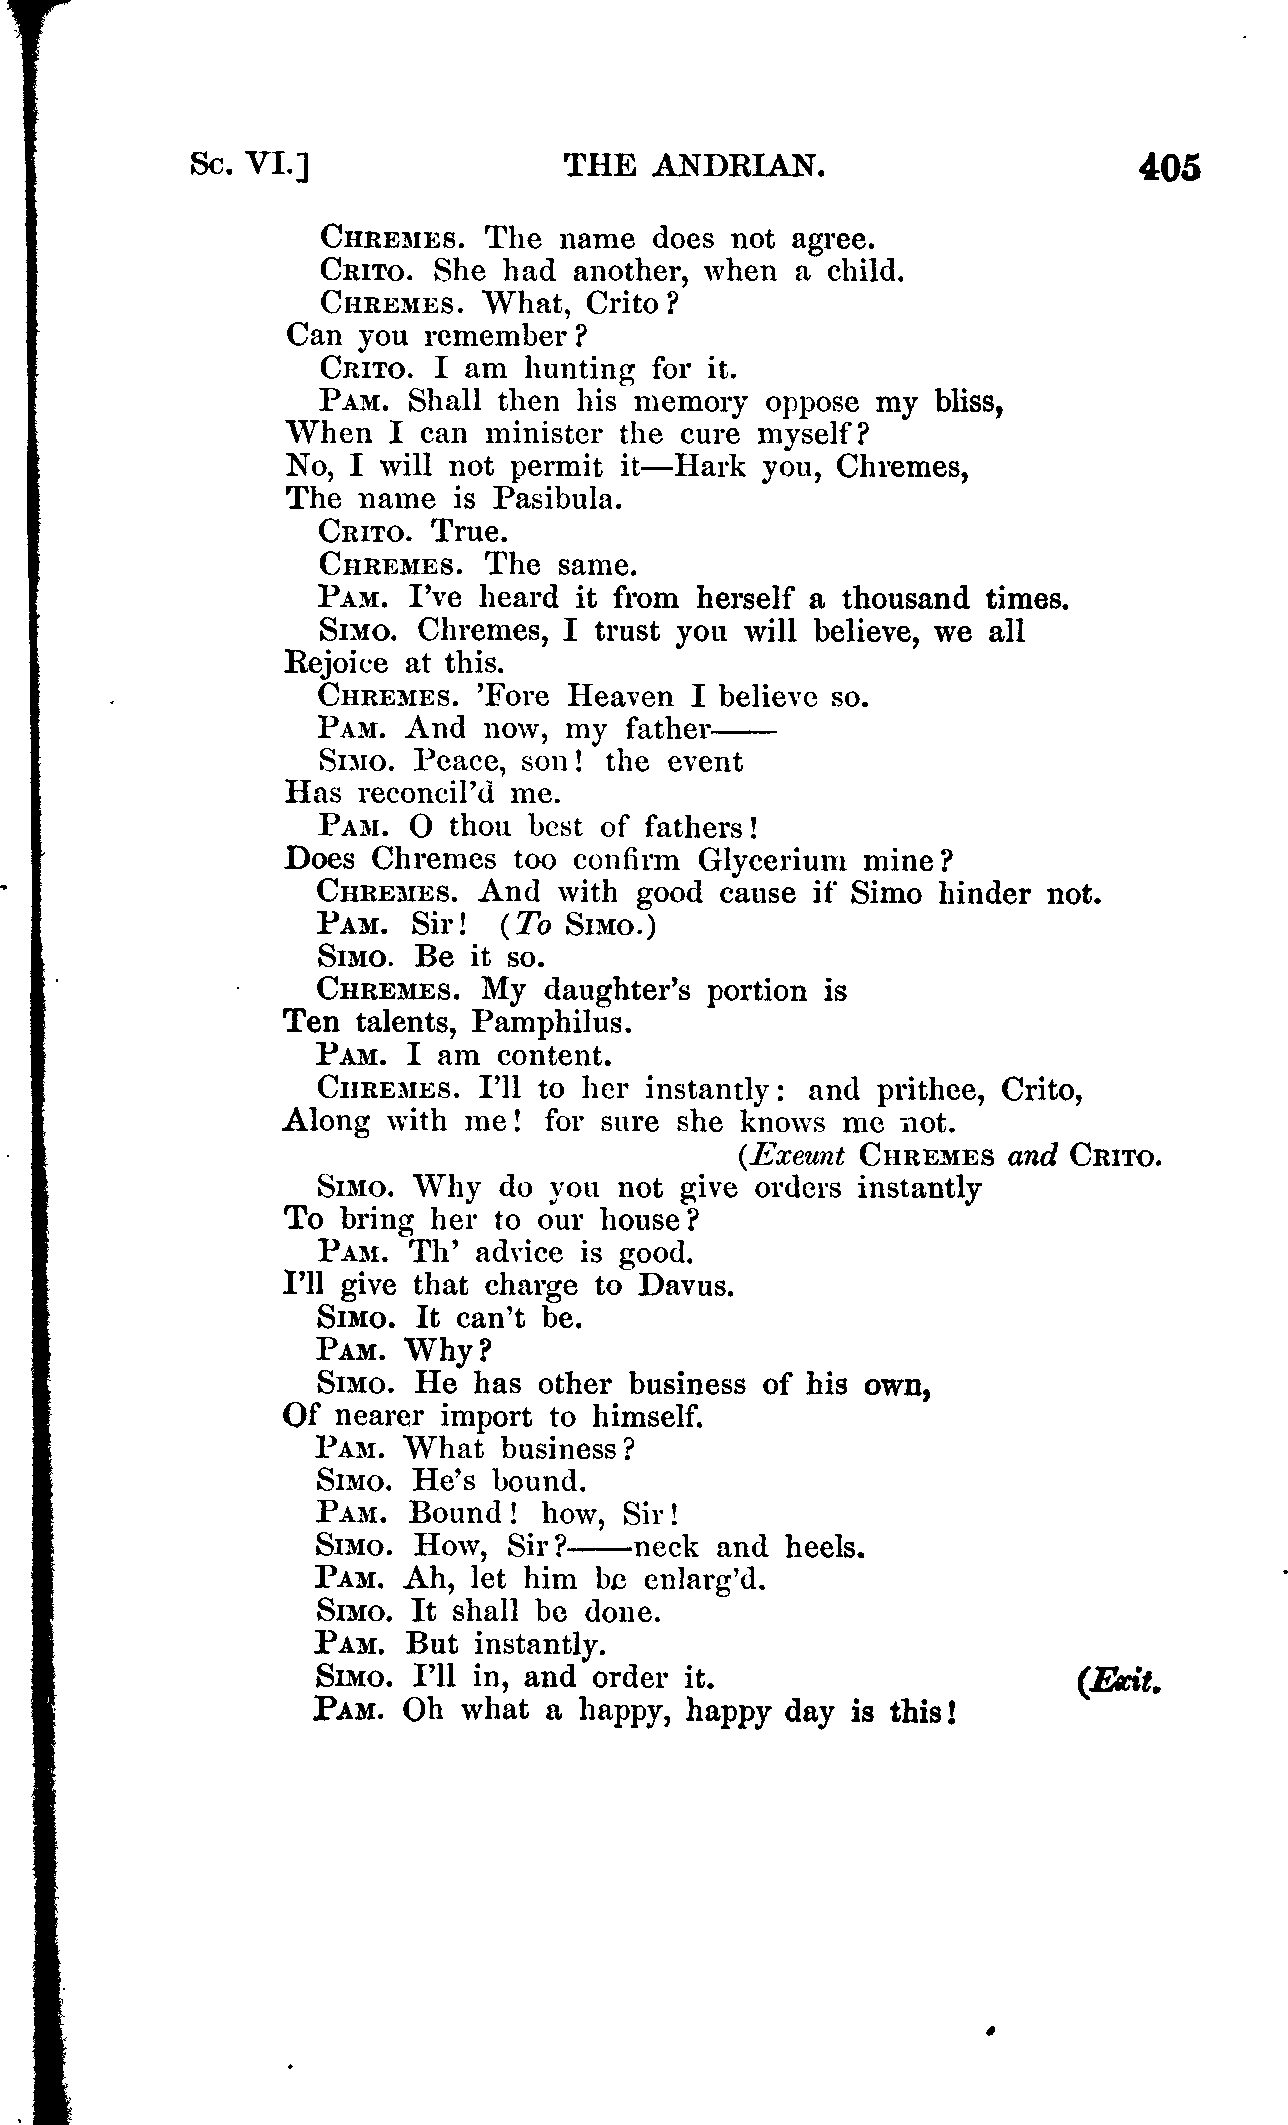 Sc. VI.] THE ANDRIAN. 405
CHREMES. The name does not agree.
CRITO. She had another, when a child.
CHREMES. What, Crito?
Can you remember?
CRITO. I am hunting for it.
PAM. Shall then his memory oppose my bliss,
When I can minister the cure myself?
No, I will not permit it—Hark you, Chremes,
The name is Pasibula.
CRITO. True.
CHREMES. The same.
PAM. I've heard it from herself a thousand times.
SIMO. Chremes, I trust you will believe, we all
Rejoice at this.
CHREMES. 'Fore Heaven I believe so.
PAM. And now, my father——
SIMO. Peace, son! the event
Has reconcil'd me.
PAM. O thou best of fathers!
Does Chremes too confirm Glycerium mine?
CHREMES. And with good cause if Simo hinder not.
PAM. Sir! (To SIMO.)
SIMO. Be it so.
CHREMES. My daughter's portion is
Ten talents, Pamphilus.
PAM. I am content.
CHREMES. I'll to her instantly: and prithee, Crito,
Along with me! for sure she knows me not.
(Exeunt CHREMES and CRITO.
SIMO. Why do you not give orders instantly
To bring her to our house?
PAM. Th' advice is good.
I'll give that charge to Davus.
SIMO. It can't be.
PAM. Why?
SIMO. He has other business of his own,
Of nearer import to himself.
PAM. What business?
SIMO. He's bound.
PAM. Bound! how, Sir!
SIMO. How, Sir?——neck and heels.
PAM. Ah, let him be enlarg'd.
SIMO. It shall be done.
PAM. But instantly.
SIMO. I'll in, and order it. (Exit.
PAM. Oh what a happy, happy day is this!